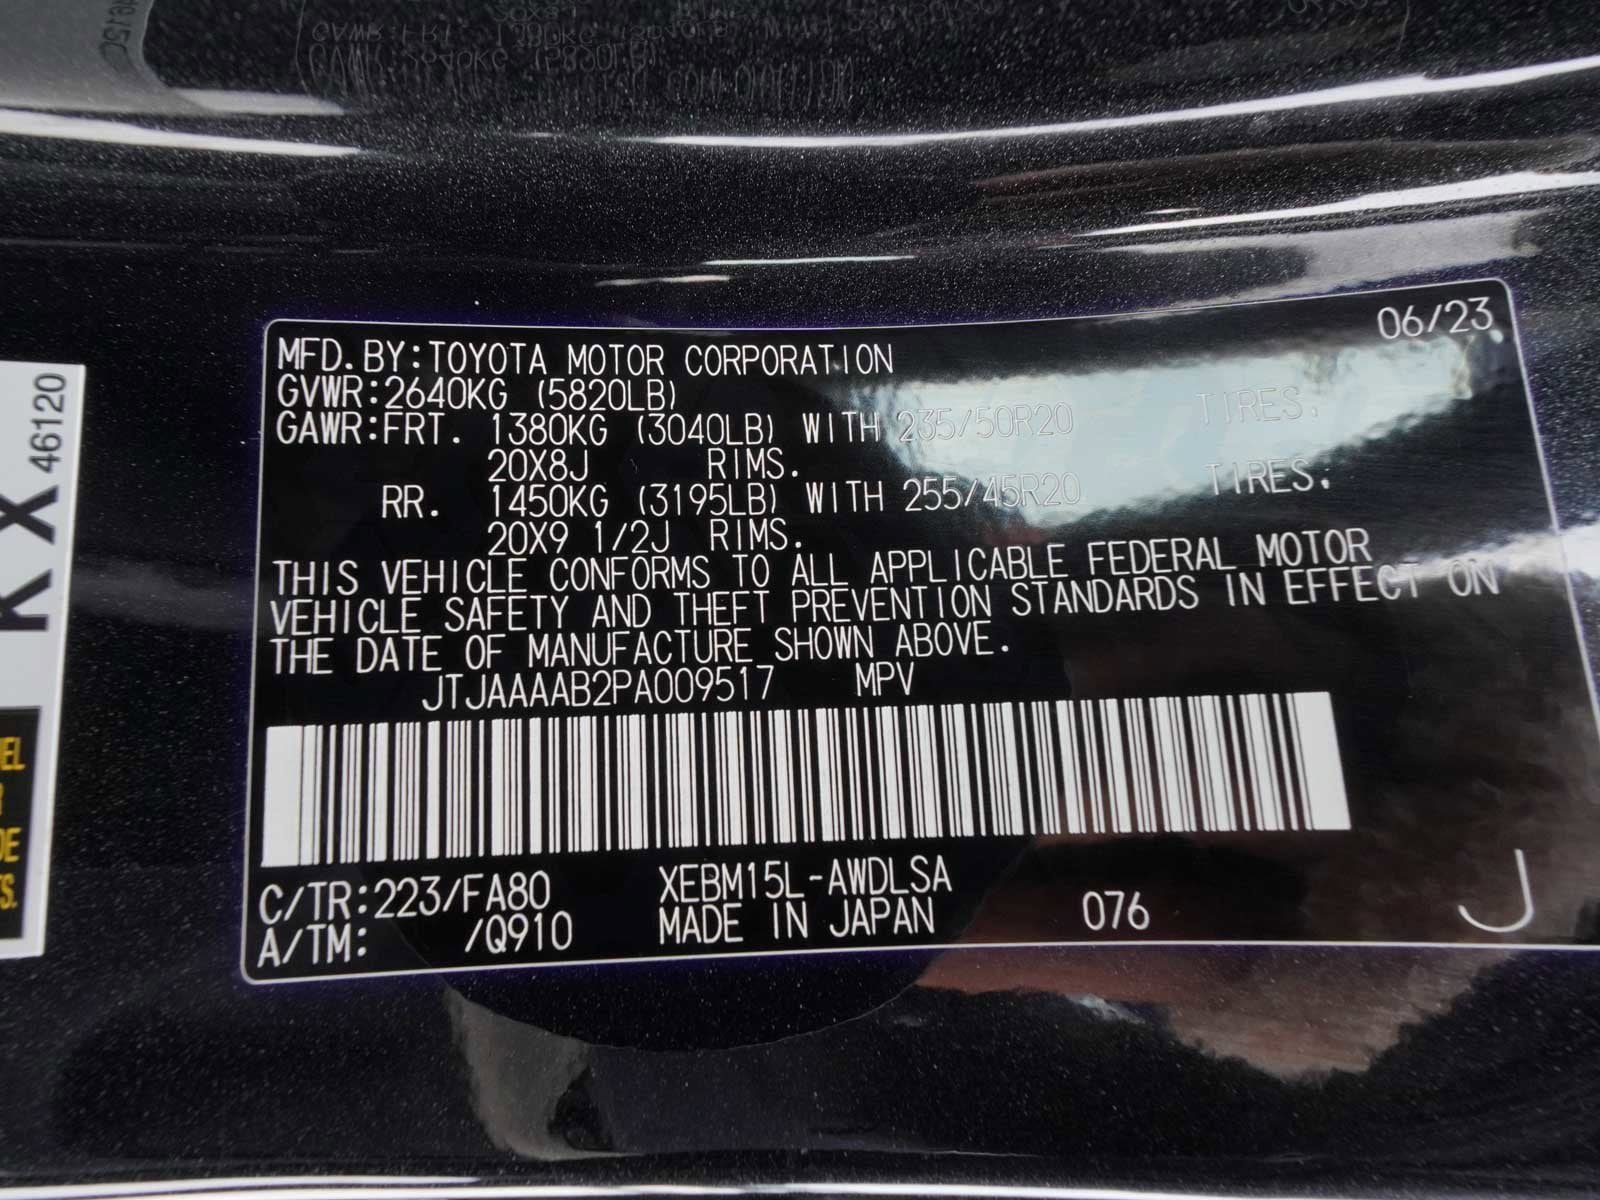 06/23
MFD. BY: TOYOTA MOTOR CORPORATION
GVWR: 2640KG (5820LB)
GAWR: FRT. 1380KG (3040LB) WITH 235/50R20 TIRES,
20X8J RIMS.
RR. 1450KG (3195LB) WITH 255/45R20 TIRES,
20X9 1/2J RIMS.
THIS VEHICLE CONFORMS TO ALL APPLICABLE FEDERAL MOTOR
VEHICLE SAFETY AND THEFT PREVENTION STANDARDS IN EFFECT ON
THE DATE OF MANUFACTURE SHOWN ABOVE.
JTJAAAAB2PA009517 MPV
C/TR: 223/FA80 XEBM15L-AWDLSA
A/TM: /Q910 MADE IN JAPAN 076
J
46120